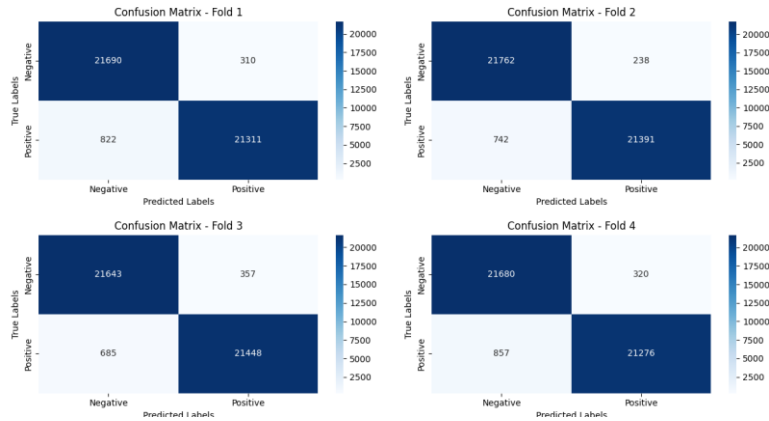 Confusion Matrix - Fold 1
20000
17500
15000
12500
10000
7500
5000
2500
True Labels
Negative
Positive
21690 310
822 21311
Negative Positive
Predicted Labels
Confusion Matrix - Fold 2
20000
17500
15000
12500
10000
7500
5000
2500
True Labels
Negative
Positive
21762 238
742 21391
Negative Positive
Predicted Labels
Confusion Matrix - Fold 3
20000
17500
15000
12500
10000
7500
5000
2500
True Labels
Negative
Positive
21643 357
685 21448
Negative Positive
Predicted Labels
Confusion Matrix - Fold 4
20000
17500
15000
12500
10000
7500
5000
2500
True Labels
Negative
Positive
21680 320
857 21276
Negative Positive
Predicted Labels